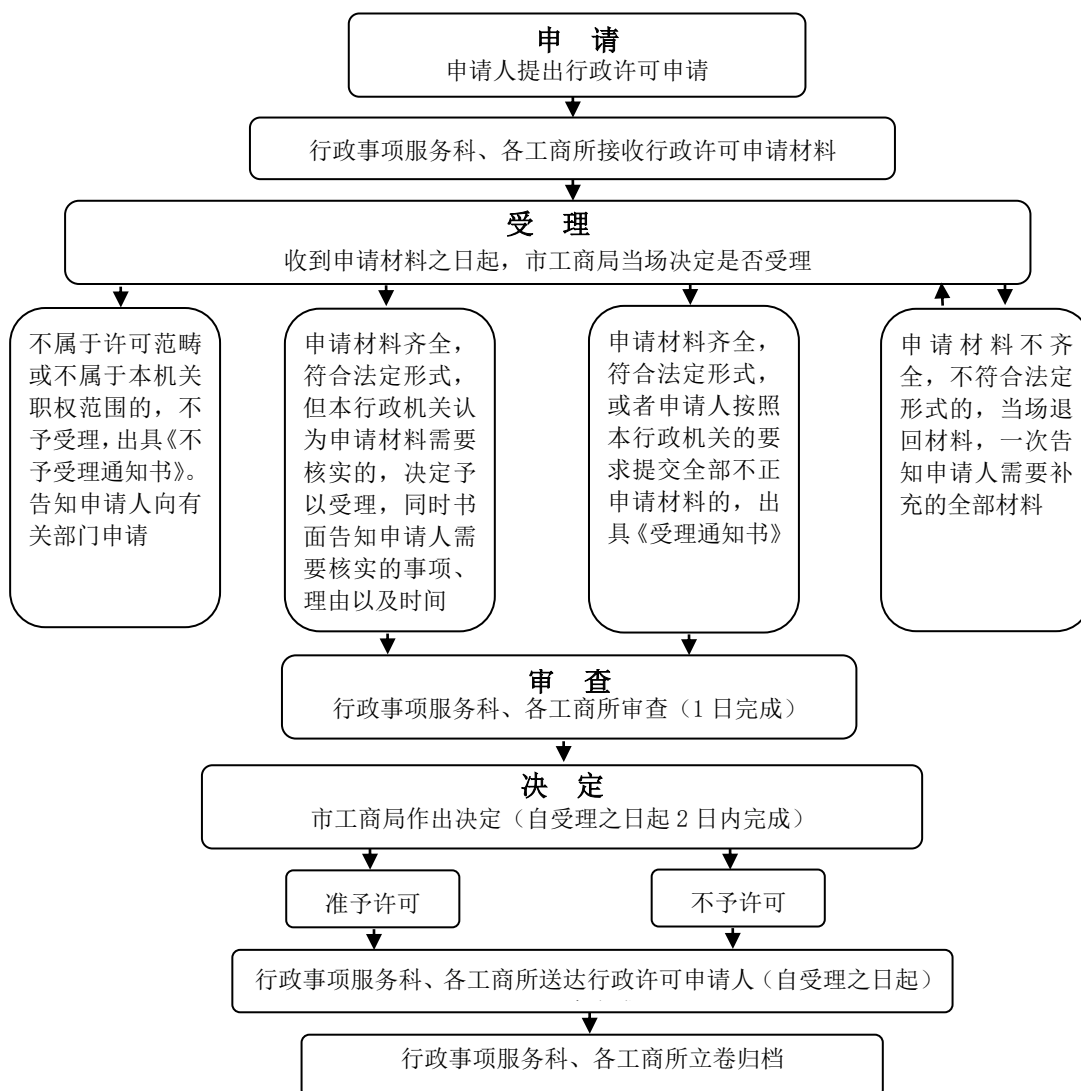 申 请
申请人提出行政许可申请
行政事项服务科、各工商所接收行政许可申请材料
受 理
收到申请材料之日起，市工商局当场决定是否受理
不属于许可范畴
或不属于本机关
职权范围的，不
予受理，出具《不
予受理通知书》。
告知申请人向有
关部门申请
申请材料齐全，
符合法定形式，
但本行政机关认
为申请材料需要
核实的，决定予
以受理，同时书
面告知申请人需
要核实的事项、
理由以及时间
申请材料齐全，
符合法定形式，
或者申请人按照
本行政机关的要
求提交全部不正
申请材料的，出
具《受理通知书》
申请材料不齐
全，不符合法定
形式的，当场退
回材料，一次告
知申请人需要补
充的全部材料
审 查
行政事项服务科、各工商所审查（1 日完成）
决 定
市工商局作出决定（自受理之日起 2 日内完成）
准予许可
不予许可
行政事项服务科、各工商所送达行政许可申请人（自受理之日起）
行政事项服务科、各工商所立卷归档